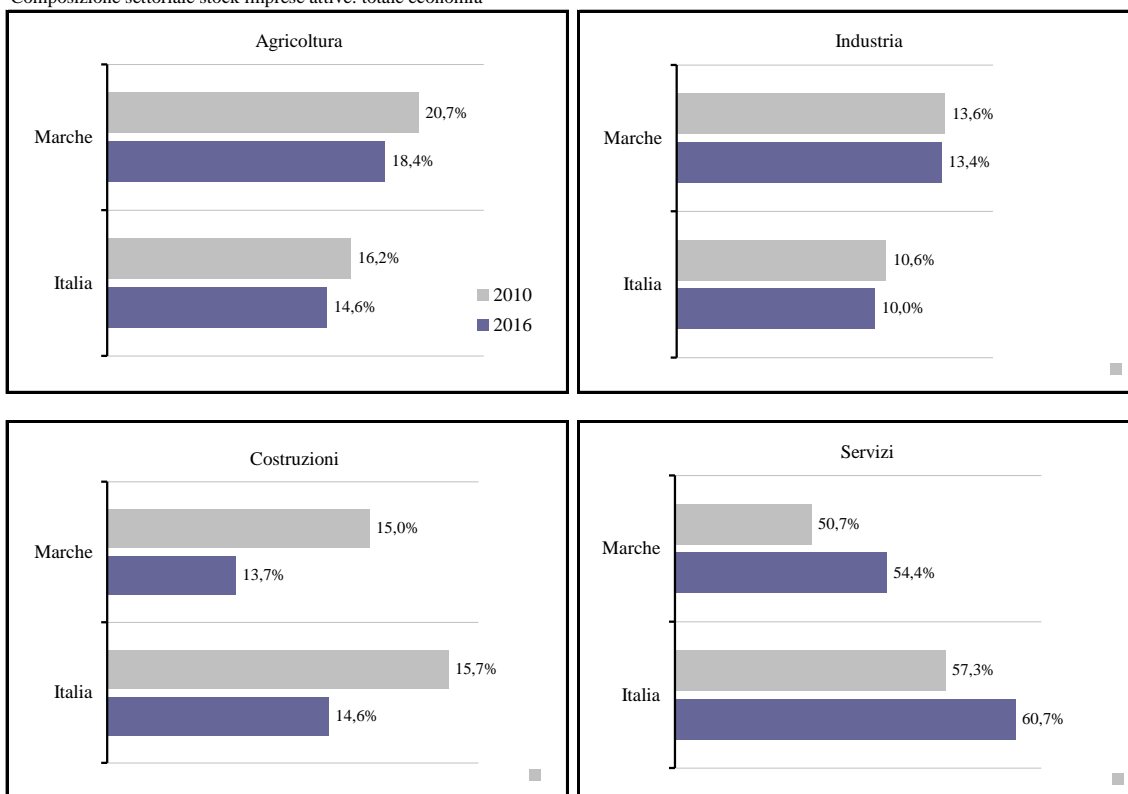 Composizione settoriale stock imprese attive: totale economia
Agricoltura
Marche
20,7%
18,4%
Italia
16,2%
14,6%
2010
2016
Industria
Marche
13,6%
13,4%
Italia
10,6%
10,0%
Costruzioni
Marche
15,0%
13,7%
Italia
15,7%
14,6%
Servizi
Marche
50,7%
54,4%
Italia
57,3%
60,7%